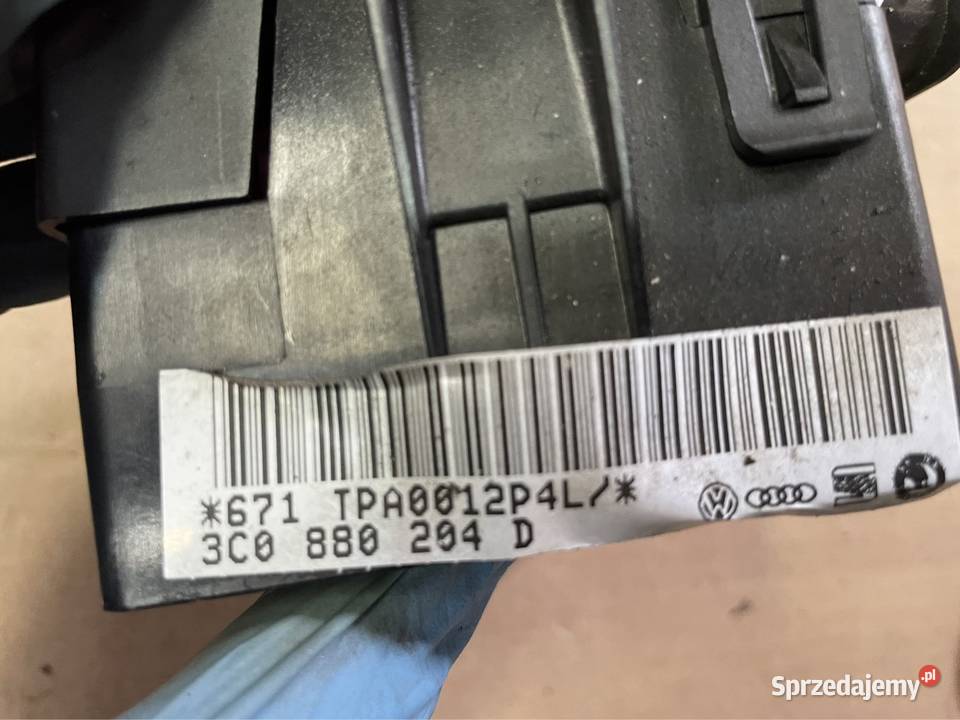 *671 TPA0012P4L/*
3C0 880 204 D
Sprzedajemy.pl